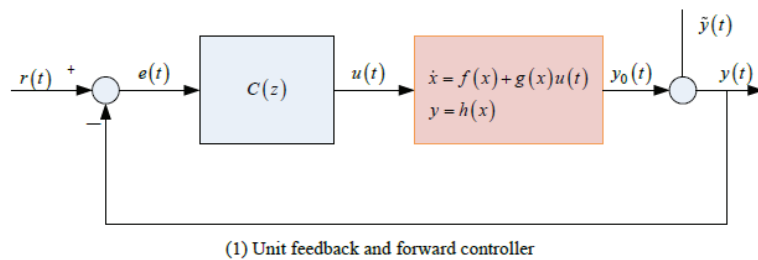 ỹ(t)
r(t) + e(t) C(z) u(t) ẋ = f(x) + g(x)u(t) y₀(t) y(t)
y = h(x)
−
(1) Unit feedback and forward controller